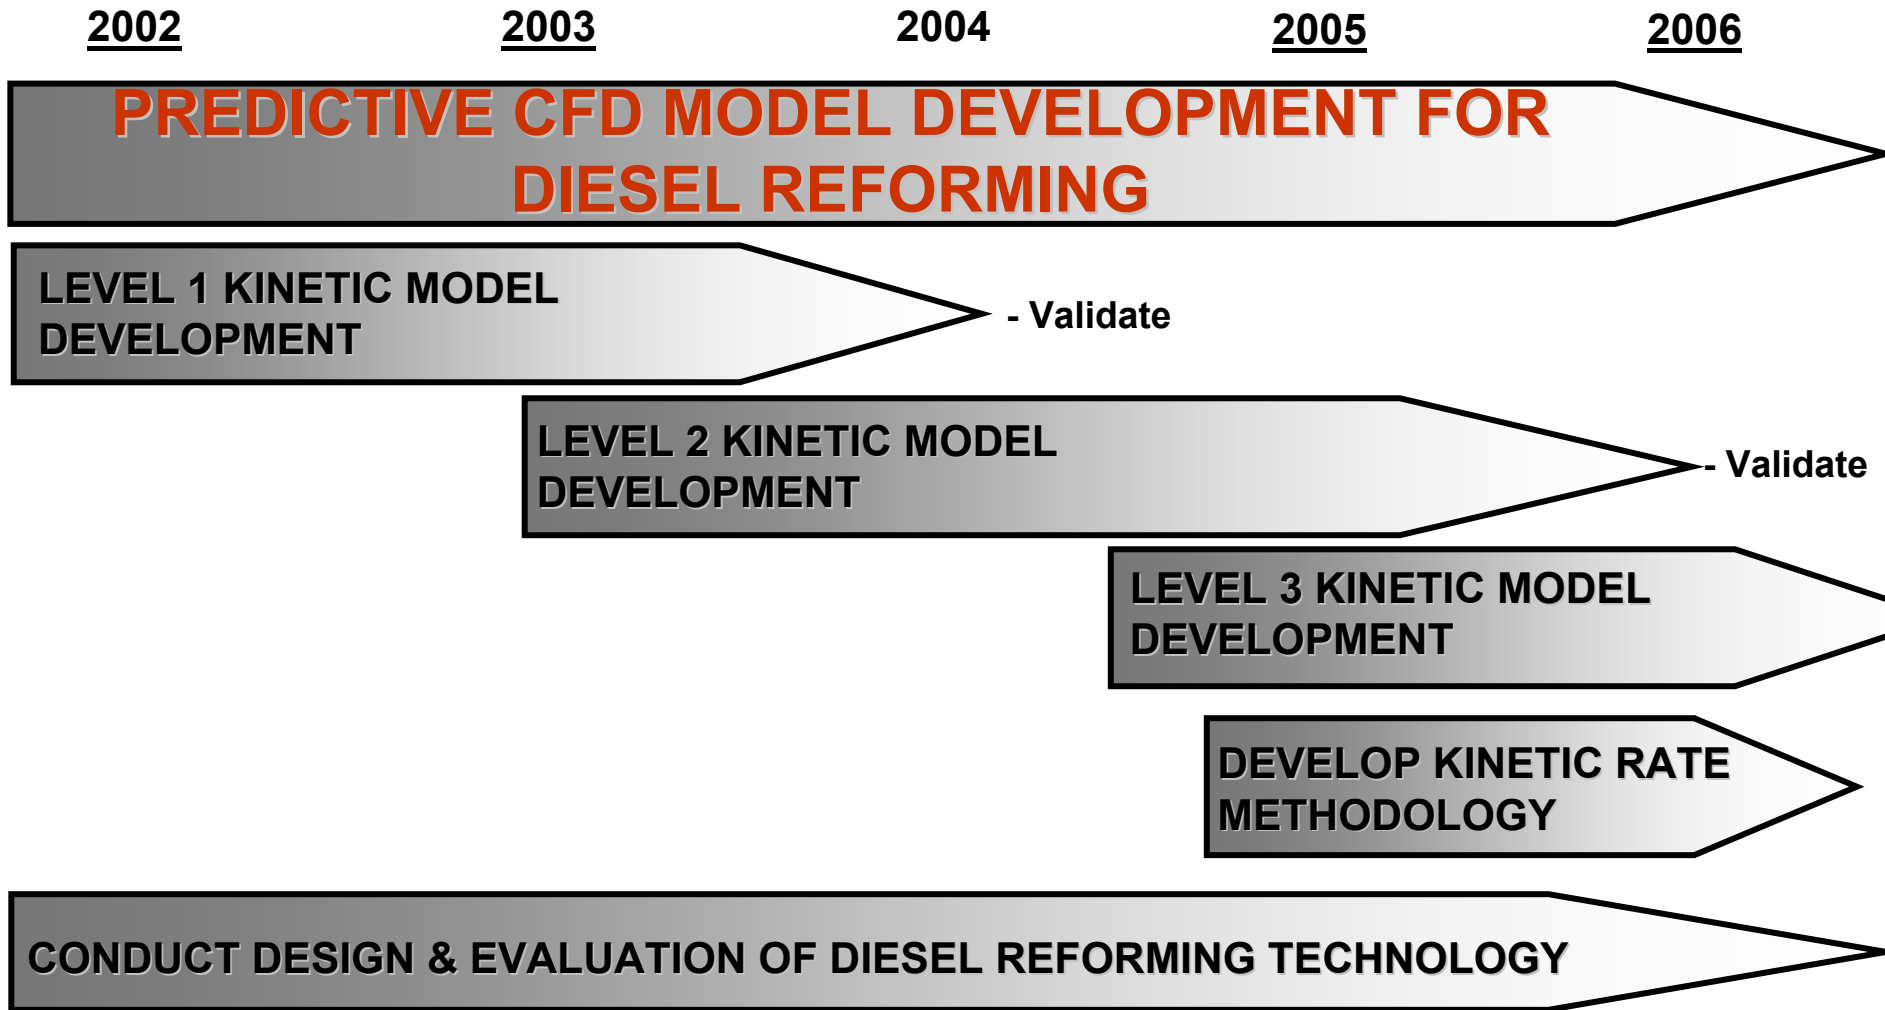 2002 2003 2004 2005 2006
PREDICTIVE CFD MODEL DEVELOPMENT FOR
DIESEL REFORMING
LEVEL 1 KINETIC MODEL
DEVELOPMENT
- Validate
LEVEL 2 KINETIC MODEL
DEVELOPMENT
- Validate
LEVEL 3 KINETIC MODEL
DEVELOPMENT
DEVELOP KINETIC RATE
METHODOLOGY
CONDUCT DESIGN & EVALUATION OF DIESEL REFORMING TECHNOLOGY